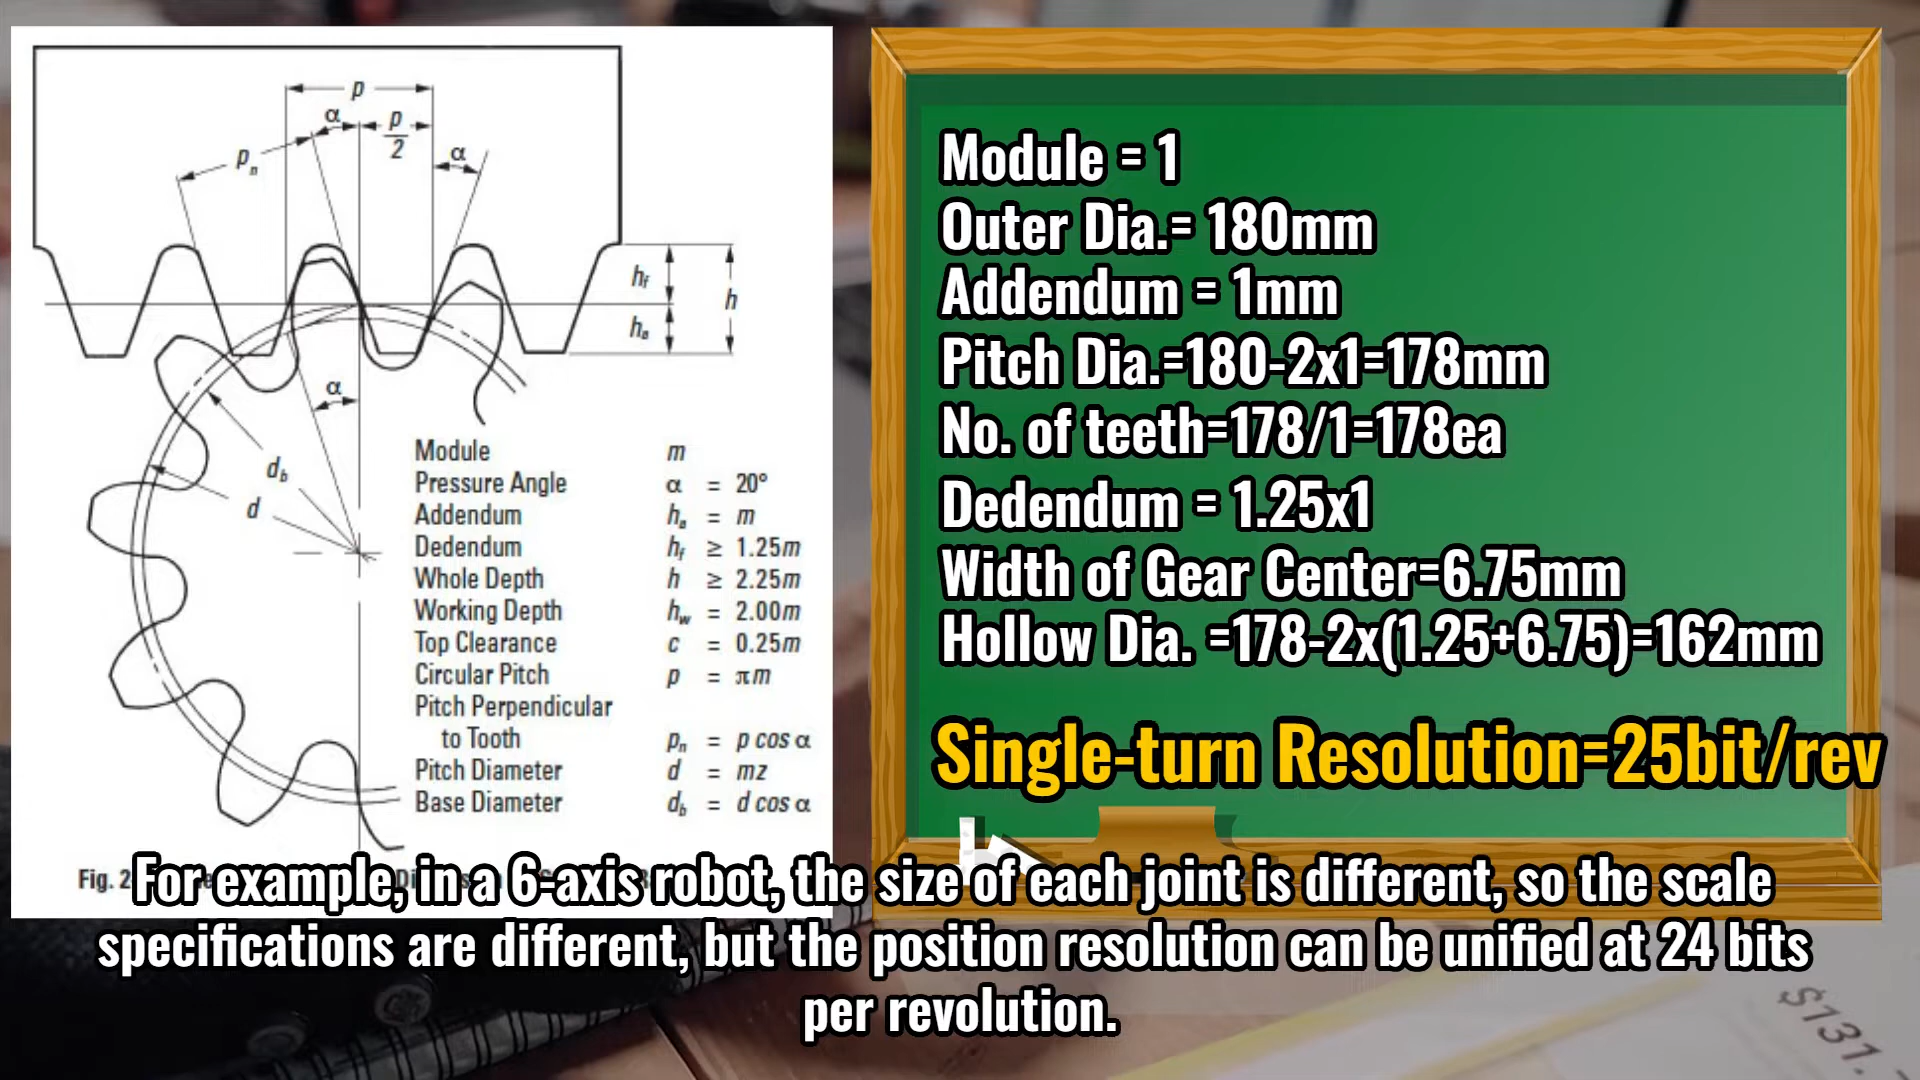 p
α
p
2
α
pn
hf
h
ha
α
db
d
Module m
Pressure Angle α = 20°
Addendum ha = m
Dedendum hf ≥ 1.25m
Whole Depth h ≥ 2.25m
Working Depth hw = 2.00m
Top Clearance c = 0.25m
Circular Pitch p = πm
Pitch Perpendicular
to Tooth pn = p cos α
Pitch Diameter d = mz
Base Diameter db = d cos α
Fig. 2
Module = 1
Outer Dia.= 180mm
Addendum = 1mm
Pitch Dia.=180-2x1=178mm
No. of teeth=178/1=178ea
Dedendum = 1.25x1
Width of Gear Center=6.75mm
Hollow Dia. =178-2x(1.25+6.75)=162mm
Single-turn Resolution=25bit/rev
For example, in a 6-axis robot, the size of each joint is different, so the scale
specifications are different, but the position resolution can be unified at 24 bits
per revolution.
$131.